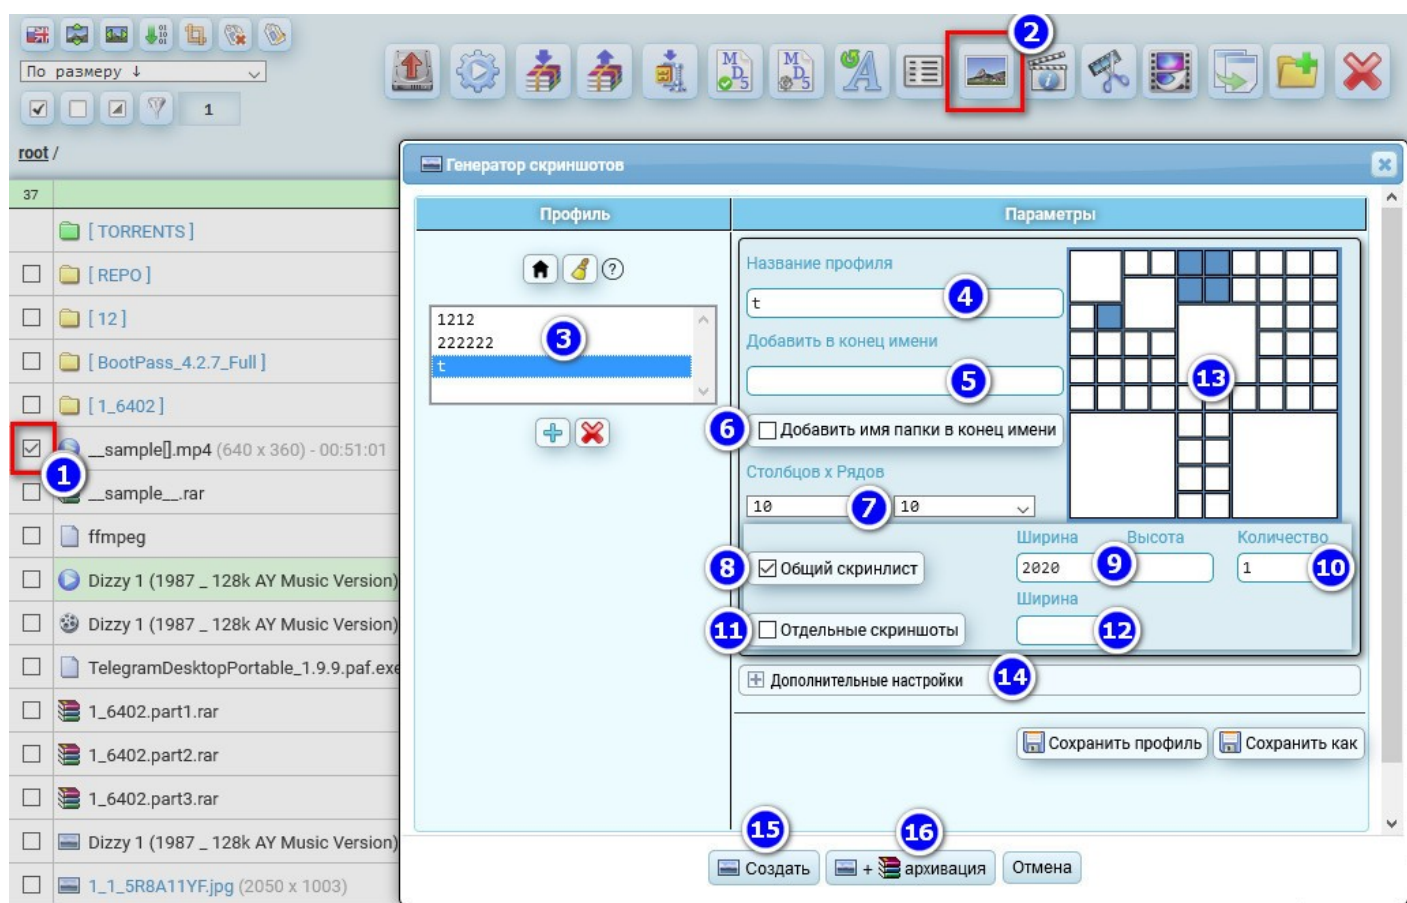 2
По размеру ↓
1
root /
37
[ TORRENTS ]
[ REPO ]
[ 12 ]
[ BootPass_4.2.7_Full ]
[ 1_6402 ]
__sample[].mp4 (640 x 360) - 00:51:01
1
__sample__.rar
ffmpeg
Dizzy 1 (1987 _ 128k AY Music Version)
Dizzy 1 (1987 _ 128k AY Music Version)
TelegramDesktopPortable_1.9.9.paf.exe
1_6402.part1.rar
1_6402.part2.rar
1_6402.part3.rar
Dizzy 1 (1987 _ 128k AY Music Version)
1_1_5R8A11YF.jpg (2050 x 1003)
M D 5
M D 5
A
Генератор скриншотов
Профиль
?
1212
222222
t
3
Параметры
Название профиля
t
4
Добавить в конец имени
5
6
Добавить имя папки в конец имени
Столбцов x Рядов
10
7
10
13
Ширина
Высота
Количество
8
Общий скринлист
2020
9
1
10
Ширина
11
Отдельные скриншоты
12
Дополнительные настройки
14
Сохранить профиль
Сохранить как
15
16
Создать
+ архивация
Отмена